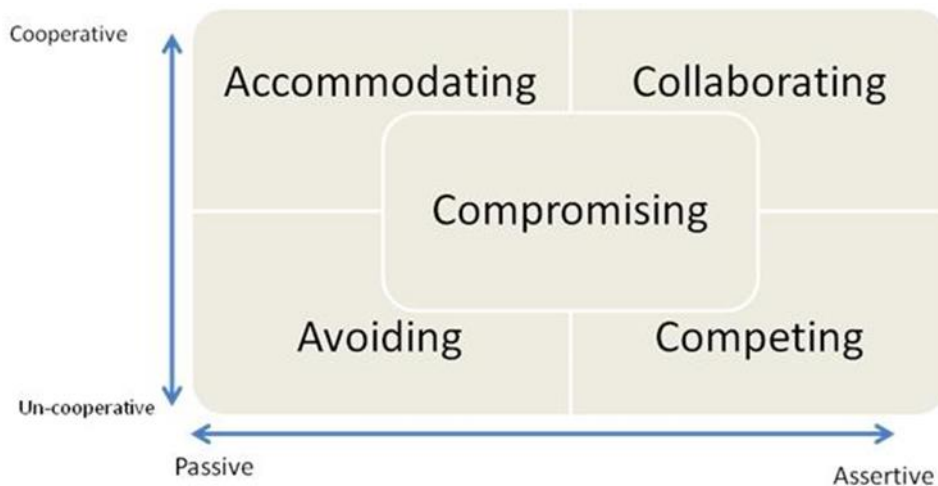 Cooperative
Accommodating
Collaborating
Compromising
Avoiding
Competing
Un-cooperative
Passive
Assertive